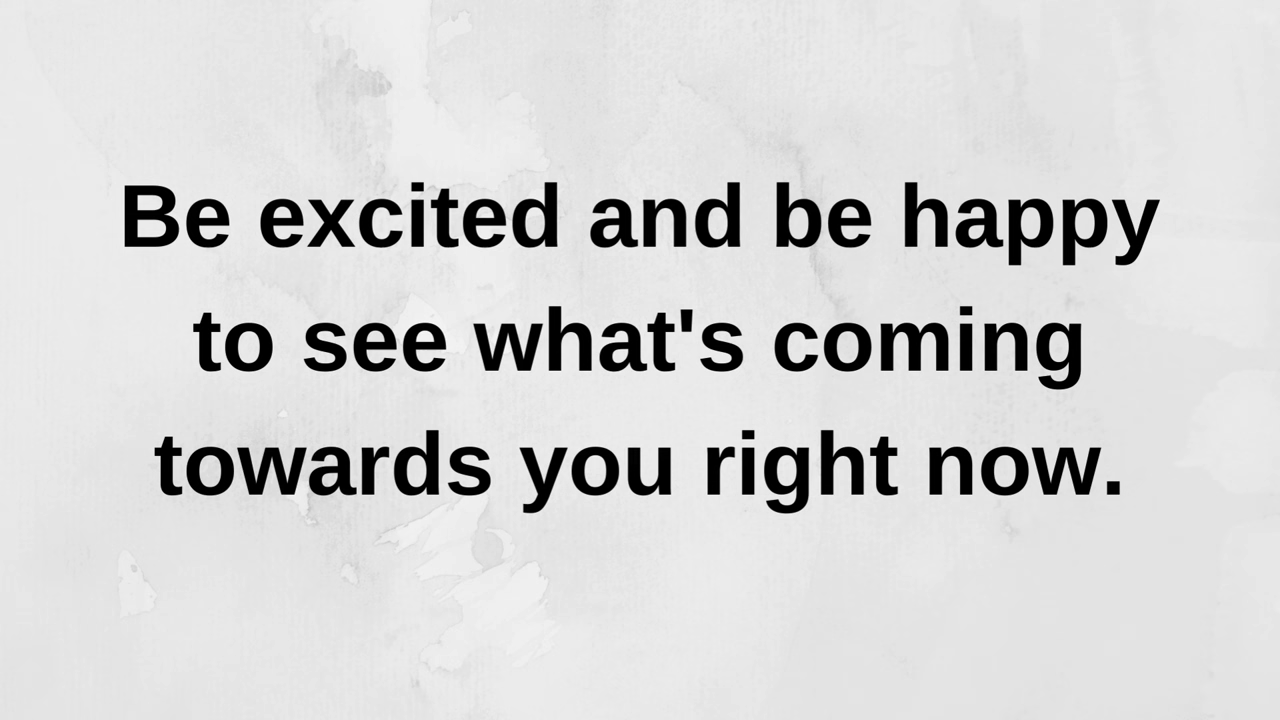 Be excited and be happy
to see what's coming
towards you right now.